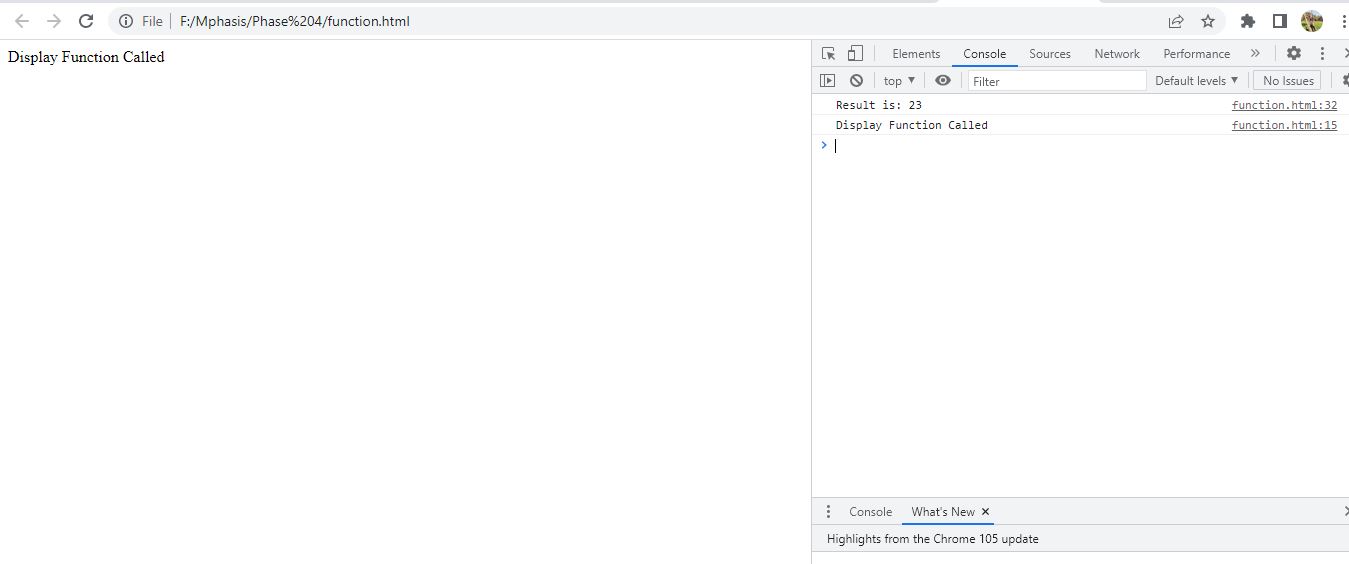 File F:/Mphasis/Phase%204/function.html
Display Function Called
Elements Console Sources Network Performance »
top ▼ Filter Default levels ▼ No Issues
Result is: 23 function.html:32
Display Function Called function.html:15
>
Console What's New ×
Highlights from the Chrome 105 update